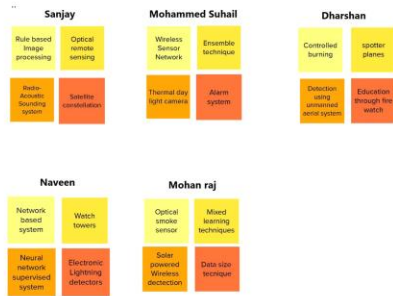 Sanjay
Rule based
Image
processing
Optical
remote
sensing
Radio-
Acoustic
Sounding
system
Satellite
constellation
Mohammed Suhail
Wireless
Sensor
Network
Ensemble
technique
Thermal day
light camera
Alarm
system
Dharshan
Controlled
burning
spotter
planes
Detection
using
unmanned
aerial system
Education
through fire
watch
Naveen
Network
based
system
Watch
towers
Neural
network
supervised
system
Electronic
Lightning
detectors
Mohan raj
Optical
smoke
sensor
Mixed
learning
techniques
Solar
powered
Wireless
dectection
Data size
tecnique